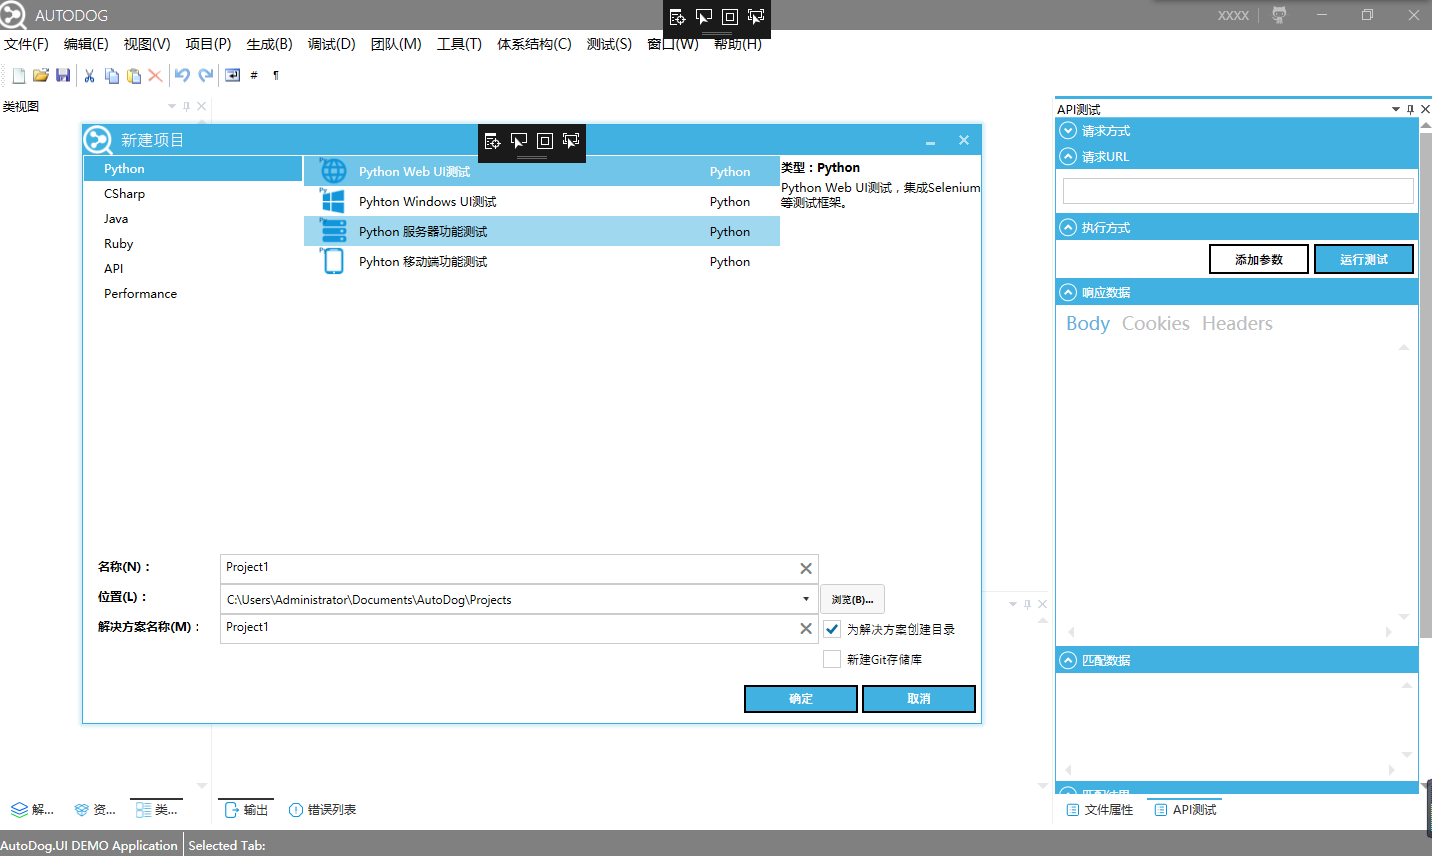 AUTODOG
XXXX
文件(F) 编辑(E) 视图(V) 项目(P) 生成(B) 调试(D) 团队(M) 工具(T) 体系结构(C) 测试(S) 窗口(W) 帮助(H)
# ¶
类视图
API测试
新建项目
请求方式
请求URL
Python
CSharp
Java
Ruby
API
Performance
Python Web UI测试 Python
Pyhton Windows UI测试 Python
Python 服务器功能测试 Python
Pyhton 移动端功能测试 Python
类型：Python
Python Web UI测试，集成Selenium
等测试框架。
执行方式
添加参数 运行测试
响应数据
Body Cookies Headers
名称(N)： Project1
位置(L)： C:\Users\Administrator\Documents\AutoDog\Projects 浏览(B)...
解决方案名称(M)： Project1 为解决方案创建目录
新建Git存储库
确定 取消
匹配数据
匹配结果
解... 资... 类... 输出 错误列表 文件属性 API测试
AutoDog.UI DEMO Application Selected Tab: